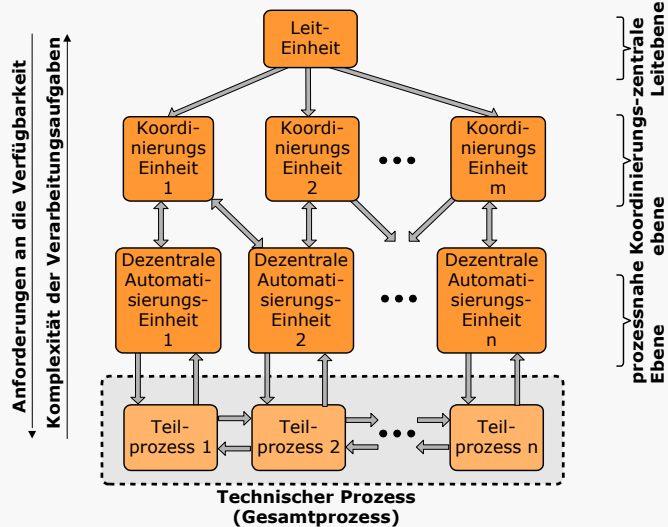 Leit-
Einheit
zentrale
Leitebene
Anforderungen an die Verfügbarkeit
Komplexität der Verarbeitungsaufgaben
Koordi-
nierungs
Einheit
1
Koordi-
nierungs
Einheit
2
Koordi-
nierungs
Einheit
m
Koordinierungs-
ebene
Dezentrale
Automati-
sierungs-
Einheit
1
Dezentrale
Automati-
sierungs-
Einheit
2
Dezentrale
Automati-
sierungs-
Einheit
n
prozessnahe
Ebene
Teil-
prozess 1
Teil-
prozess 2
Teil-
prozess n
Technischer Prozess
(Gesamtprozess)